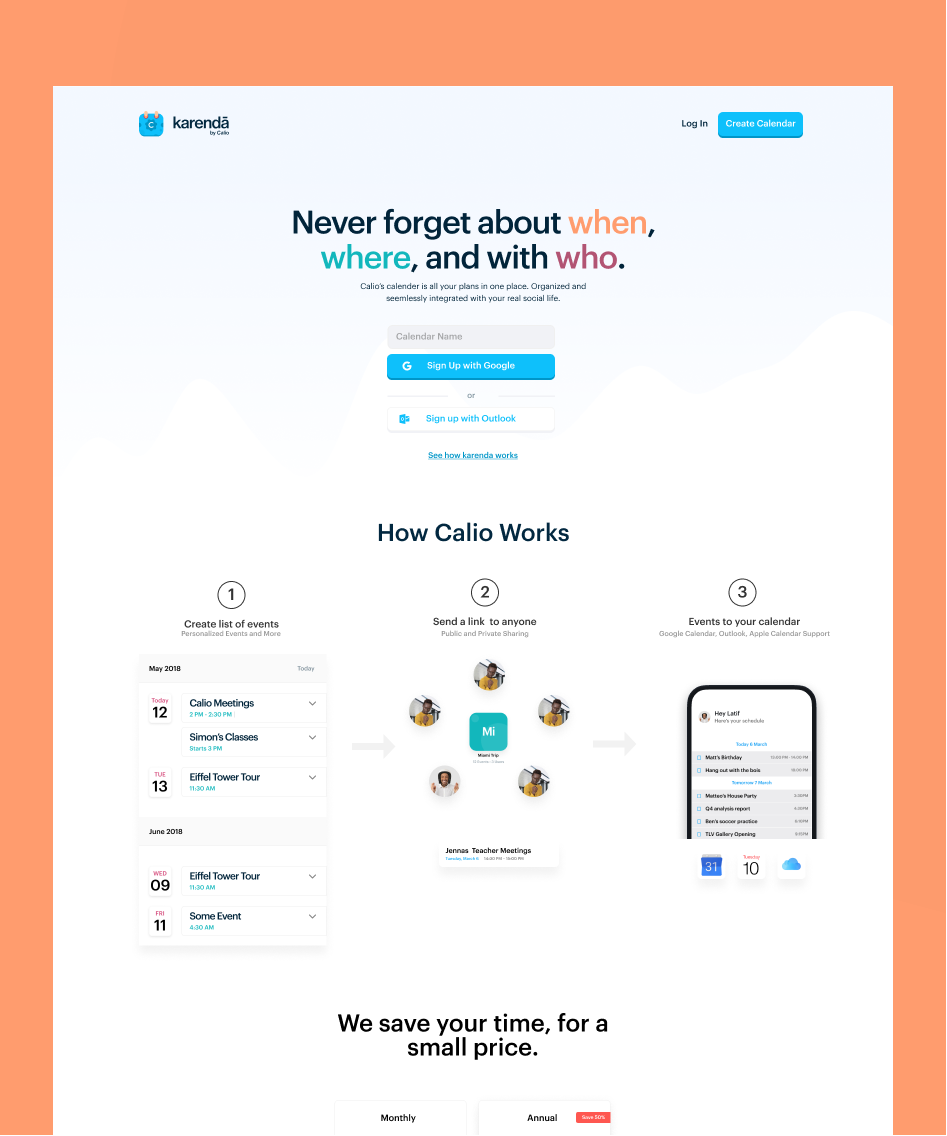 karendā
by Calio
Log In
Create Calendar
Never forget about when,
where, and with who.
Calio's calender is all your plans in one place. Organized and
seemlessly integrated with your real social life.
Calendar Name
Sign Up with Google
or
Sign up with Outlook
See how karenda works
How Calio Works
1
Create list of events
Personalized Events and More
May 2018
Today
Today
12
Calio Meetings
2 PM - 2:30 PM
Simon's Classes
Starts 3 PM
TUE
13
Eiffel Tower Tour
11:30 AM
June 2018
WED
09
Eiffel Tower Tour
11:30 AM
FRI
11
Some Event
4:30 AM
2
Send a link to anyone
Public and Private Sharing
Mi
Miami Trip
Jennas Teacher Meetings
Tuesday, March 6 14:00 PM - 15:00 PM
3
Events to your calendar
Google Calendar, Outlook, Apple Calendar Support
Hey Latif
Here's your schedule
Today 6 March
Matt's Birthday
Hang out with the bois
Tomorrow 7 March
Matteo's House Party
Q4 analysis report
Ben's soccer practice
TLV Gallery Opening
31
Tuesday
10
We save your time, for a
small price.
Monthly
Annual
Save 50%